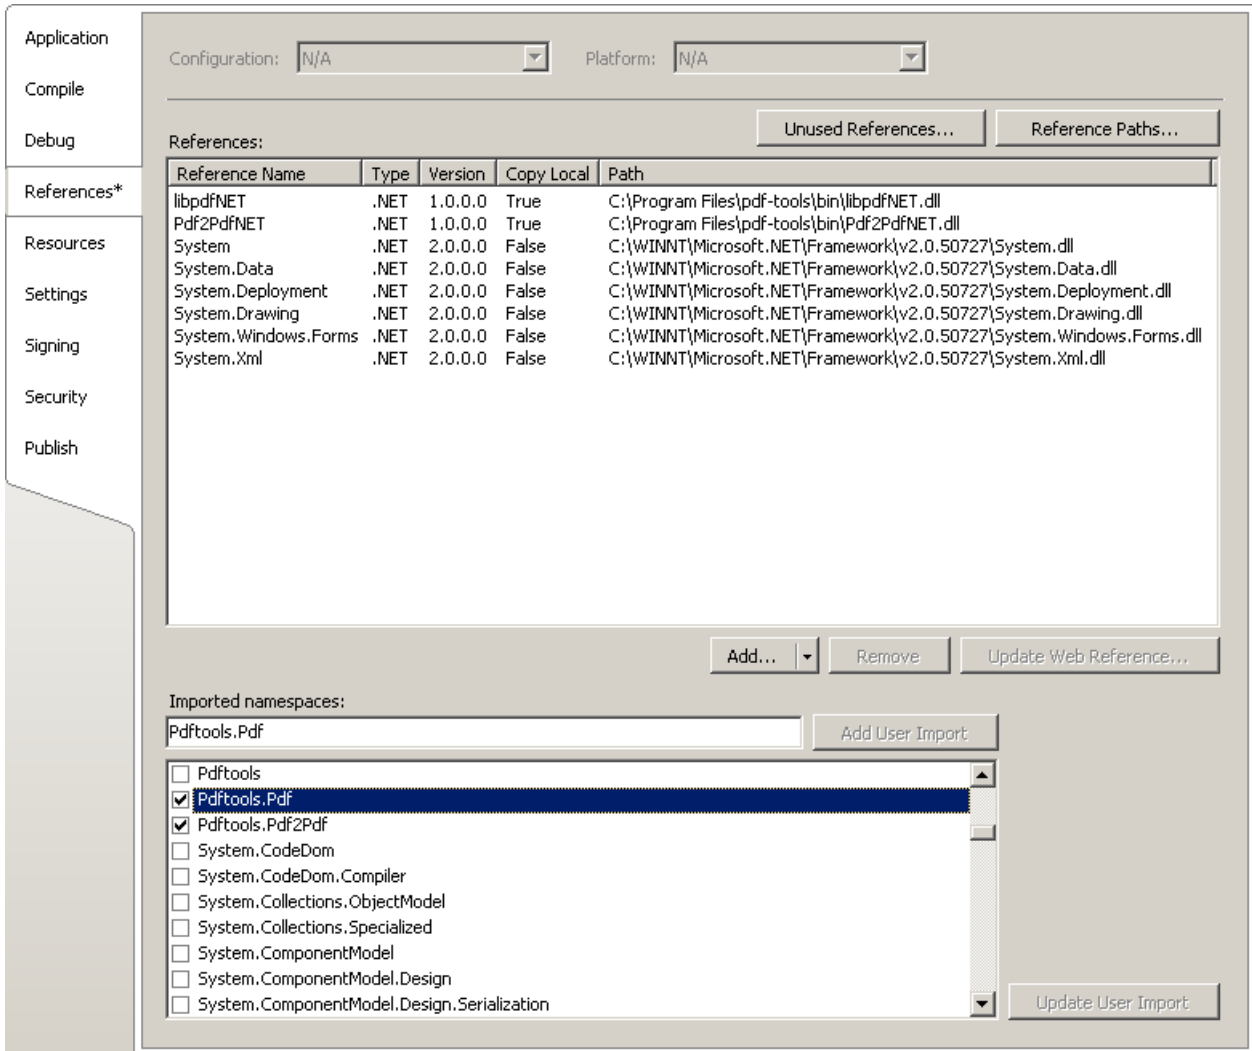 Application
Compile
Debug
References*
Resources
Settings
Signing
Security
Publish
Configuration: N/A Platform: N/A
Unused References... Reference Paths...
References:
Reference Name Type Version Copy Local Path
libpdfNET .NET 1.0.0.0 True C:\Program Files\pdf-tools\bin\libpdfNET.dll
Pdf2PdfNET .NET 1.0.0.0 True C:\Program Files\pdf-tools\bin\Pdf2PdfNET.dll
System .NET 2.0.0.0 False C:\WINNT\Microsoft.NET\Framework\v2.0.50727\System.dll
System.Data .NET 2.0.0.0 False C:\WINNT\Microsoft.NET\Framework\v2.0.50727\System.Data.dll
System.Deployment .NET 2.0.0.0 False C:\WINNT\Microsoft.NET\Framework\v2.0.50727\System.Deployment.dll
System.Drawing .NET 2.0.0.0 False C:\WINNT\Microsoft.NET\Framework\v2.0.50727\System.Drawing.dll
System.Windows.Forms .NET 2.0.0.0 False C:\WINNT\Microsoft.NET\Framework\v2.0.50727\System.Windows.Forms.dll
System.Xml .NET 2.0.0.0 False C:\WINNT\Microsoft.NET\Framework\v2.0.50727\System.Xml.dll
Add... Remove Update Web Reference...
Imported namespaces:
Pdftools.Pdf Add User Import
Pdftools
Pdftools.Pdf
Pdftools.Pdf2Pdf
System.CodeDom
System.CodeDom.Compiler
System.Collections.ObjectModel
System.Collections.Specialized
System.ComponentModel
System.ComponentModel.Design
System.ComponentModel.Design.Serialization
Update User Import